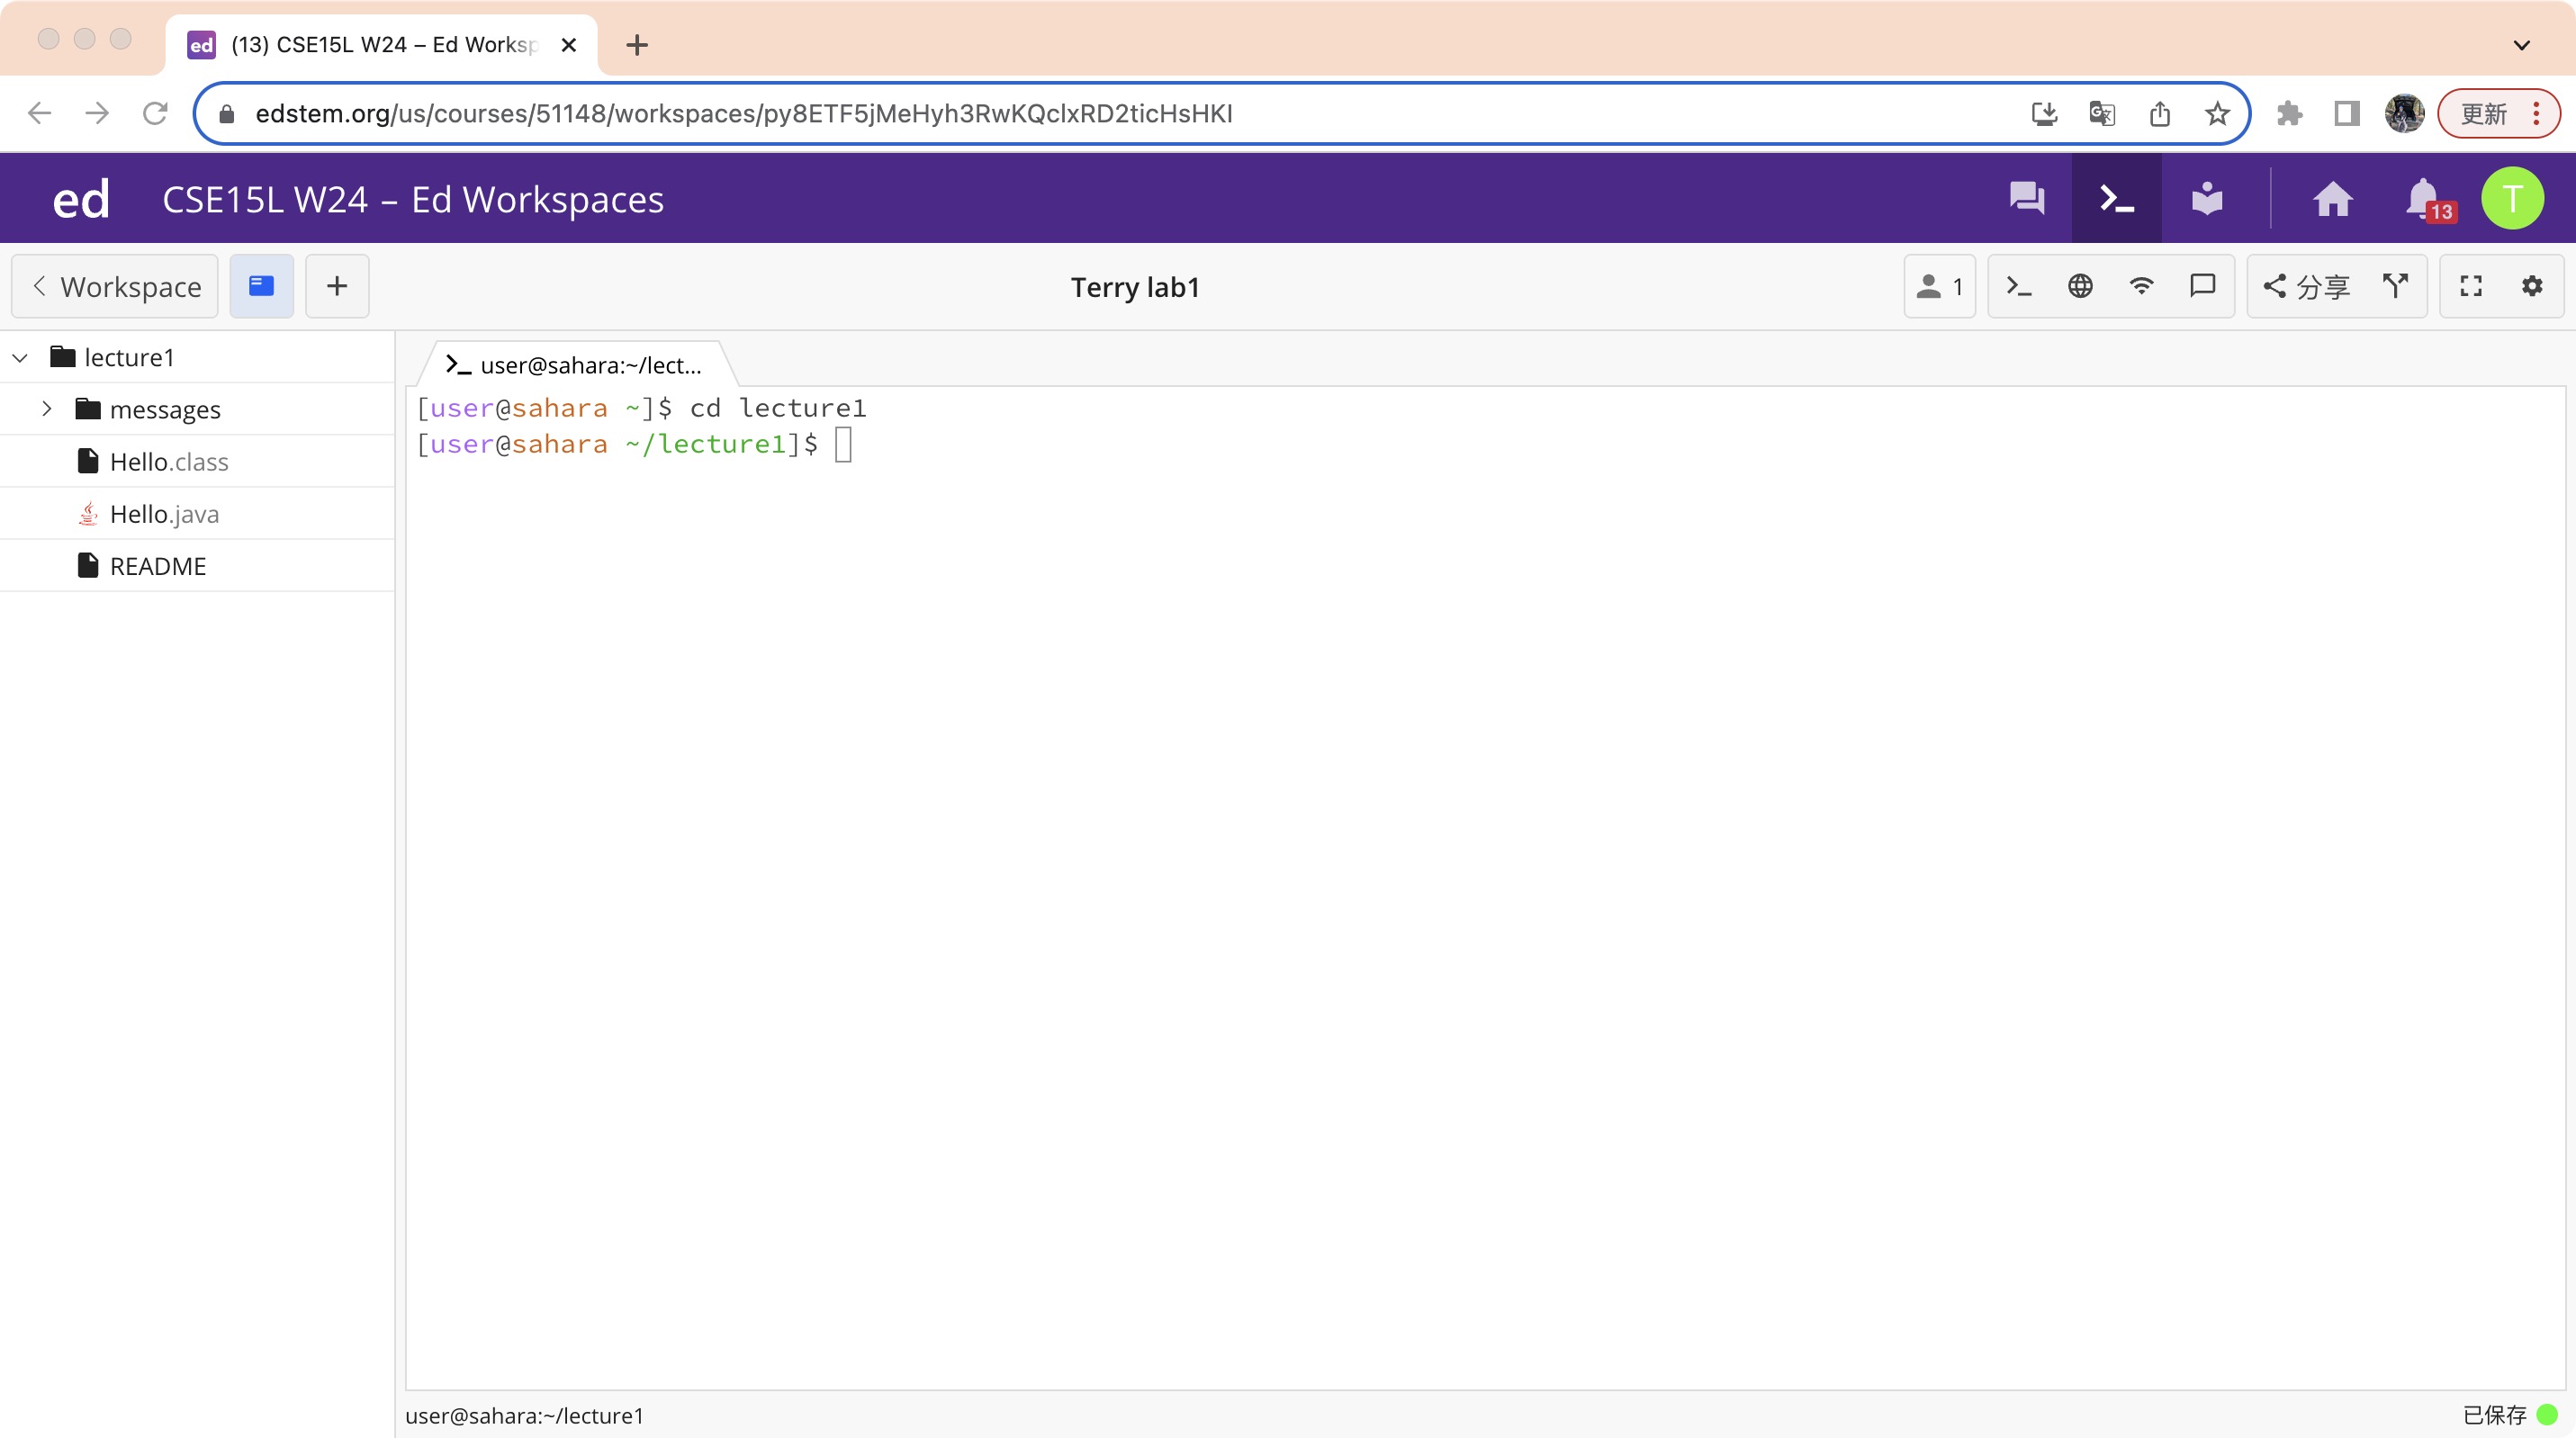 ed (13) CSE15L W24 – Ed Worksp
edstem.org/us/courses/51148/workspaces/py8ETF5jMeHyh3RwKQclxRD2ticHsHKI
更新
ed CSE15L W24 – Ed Workspaces
13
T
Workspace
Terry lab1
1
分享
lecture1
messages
Hello.class
Hello.java
README
user@sahara:~/lect...
[user@sahara ~]$ cd lecture1
[user@sahara ~/lecture1]$
user@sahara:~/lecture1
已保存